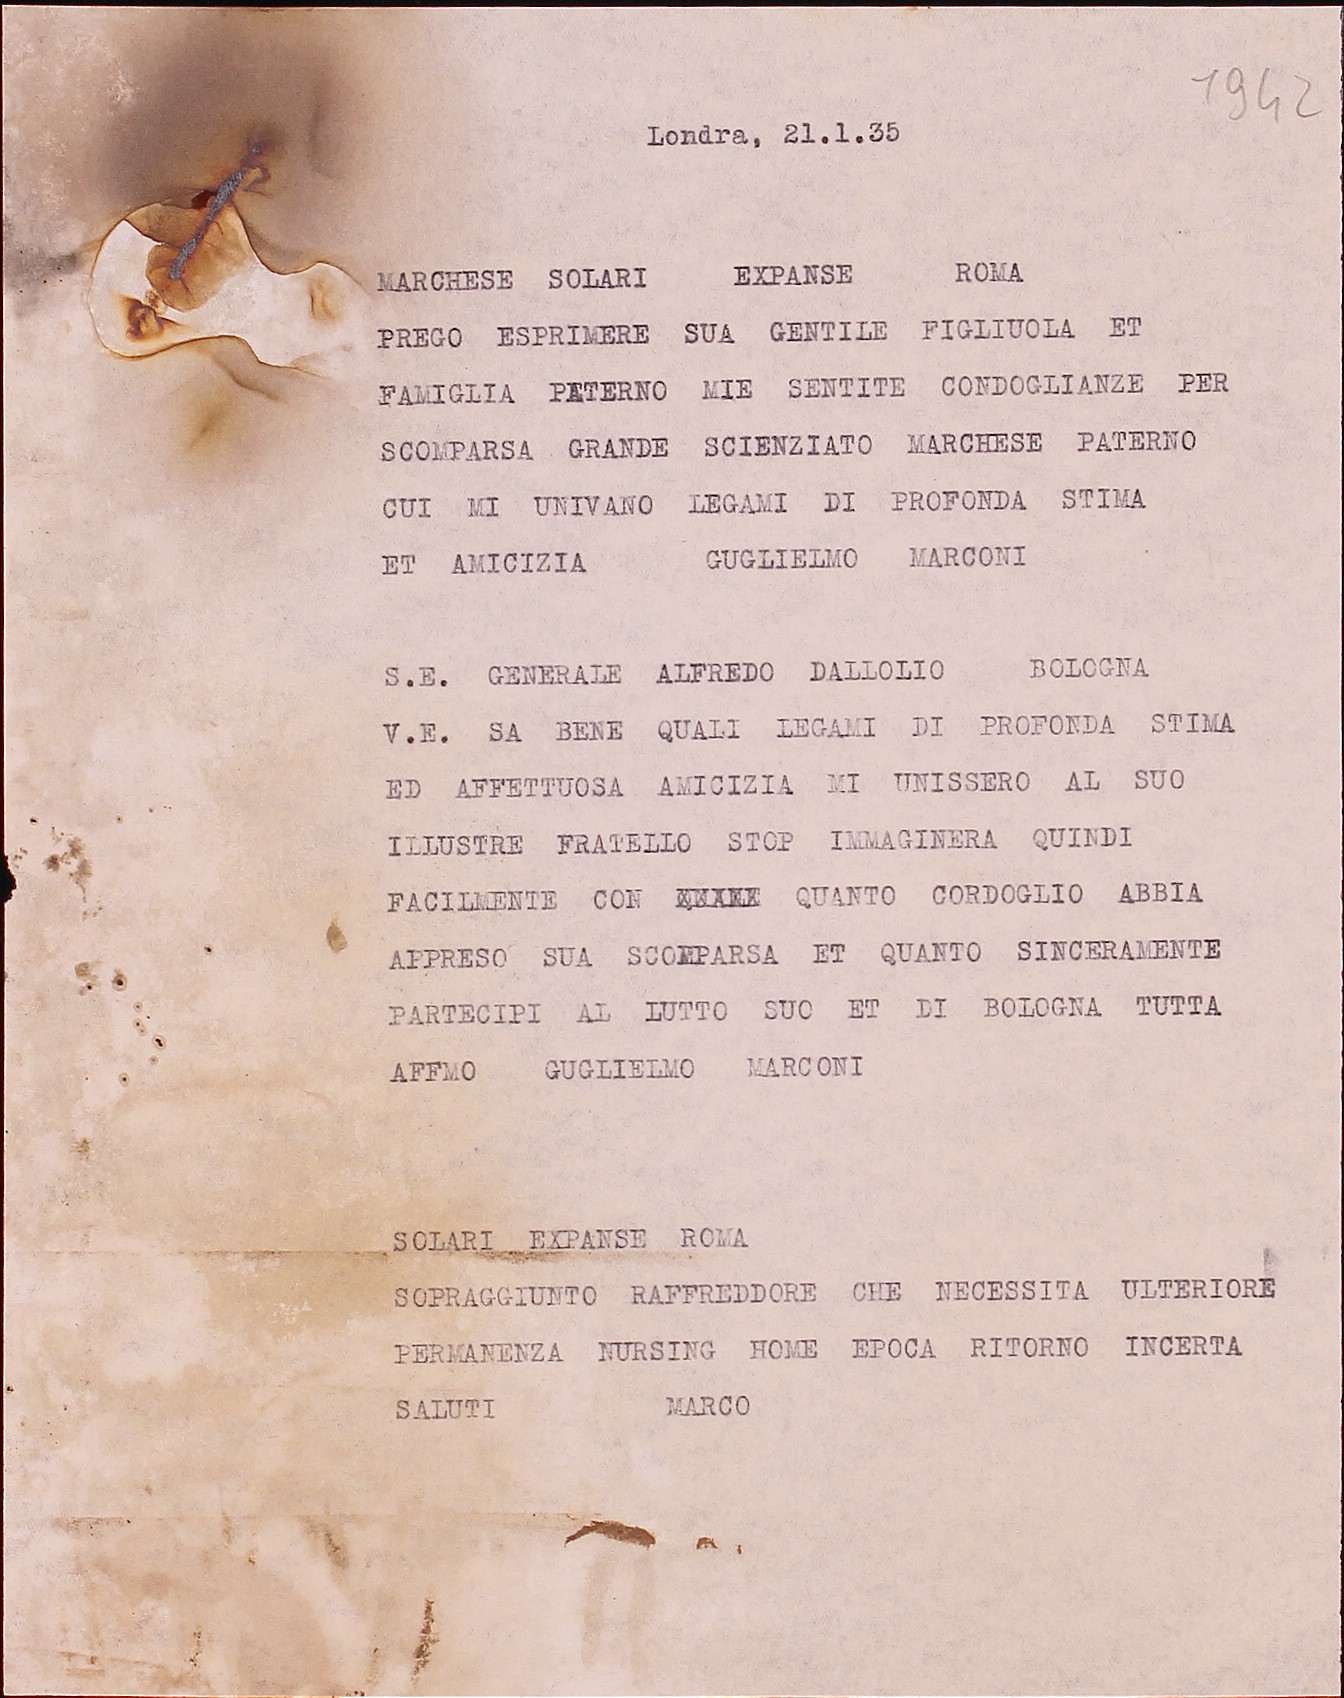 1942
Londra, 21.1.35
MARCHESE SOLARI EXPANSE ROMA
PREGO ESPRIMERE SUA GENTILE FIGLIUOLA ET
FAMIGLIA PATERNO MIE SENTITE CONDOGLIANZE PER
SCOMPARSA GRANDE SCIENZIATO MARCHESE PATERNO
CUI MI UNIVANO LEGAMI DI PROFONDA STIMA
ET AMICIZIA GUGLIELMO MARCONI
S.E. GENERALE ALFREDO DALLOLIO BOLOGNA
V.E. SA BENE QUALI LEGAMI DI PROFONDA STIMA
ED AFFETTUOSA AMICIZIA MI UNISSERO AL SUO
ILLUSTRE FRATELLO STOP IMMAGINERA QUINDI
FACILMENTE CON QUANTO CORDOGLIO ABBIA
APPRESO SUA SCOMPARSA ET QUANTO SINCERAMENTE
PARTECIPI AL LUTTO SUO ET DI BOLOGNA TUTTA
AFFMO GUGLIELMO MARCONI
SOLARI EXPANSE ROMA
SOPRAGGIUNTO RAFFREDDORE CHE NECESSITA ULTERIORE
PERMANENZA NURSING HOME EPOCA RITORNO INCERTA
SALUTI MARCO